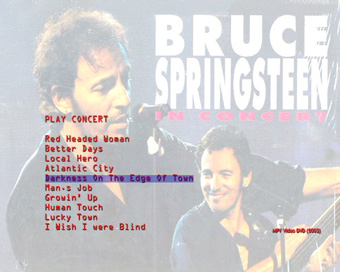 BRUCE
SPRINGSTEEN
IN CONCERT
PLAY CONCERT
Red Headed Woman
Better Days
Local Hero
Atlantic City
Darkness On The Edge Of Town
Man.s Job
Growin' Up
Human Touch
Lucky Town
I Wish I were Blind
MPV Video DVD (2003)